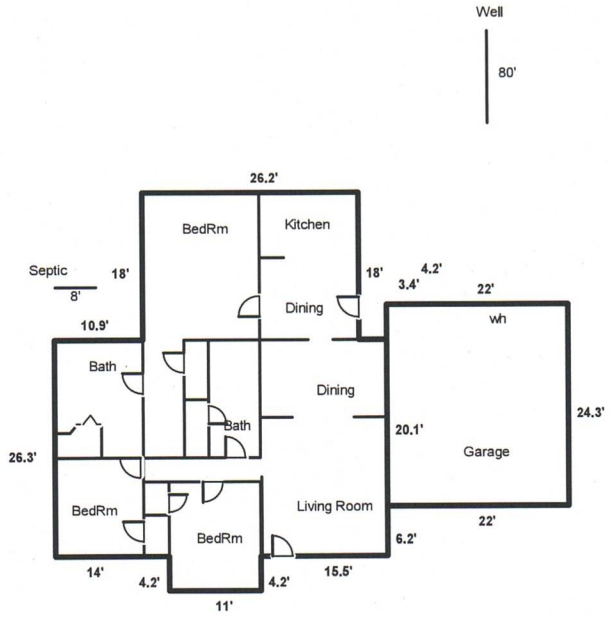 Well
80'
26.2'
BedRm
Kitchen
Septic
8'
18'
18'
3.4'
4.2'
22'
Dining
wh
10.9'
Bath
Dining
24.3'
20.1'
Bath
26.3'
Garage
BedRm
Living Room
22'
BedRm
6.2'
14'
4.2'
4.2'
15.5'
11'